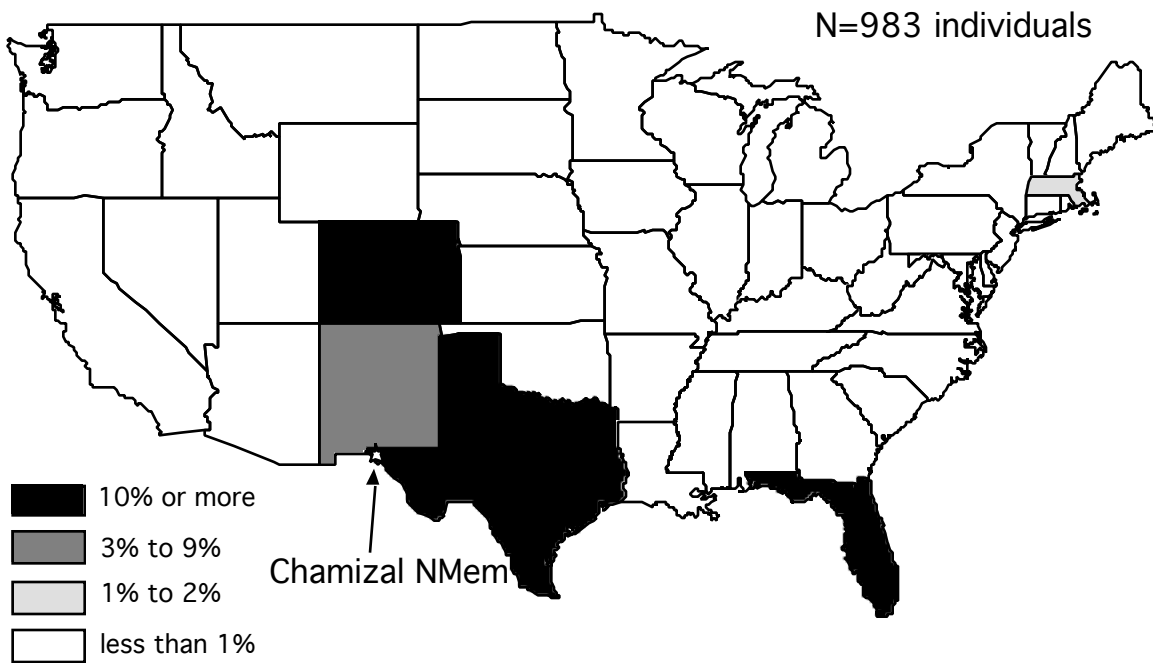 N=983 individuals
10% or more
3% to 9%
Chamizal NMem
1% to 2%
less than 1%